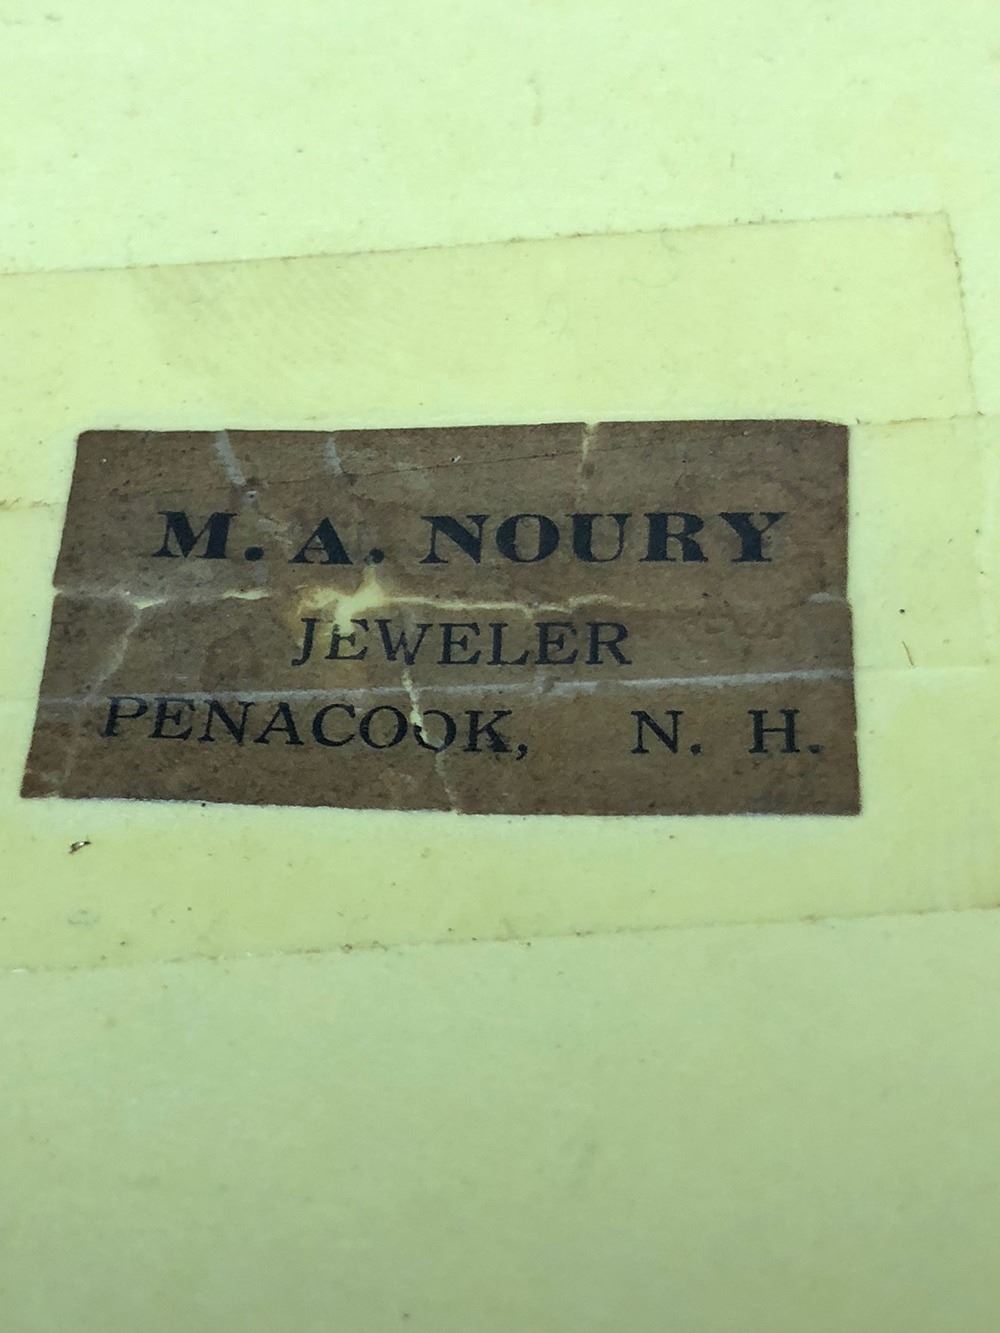 M. A. NOURY
JEWELER
PENACOOK, N. H.